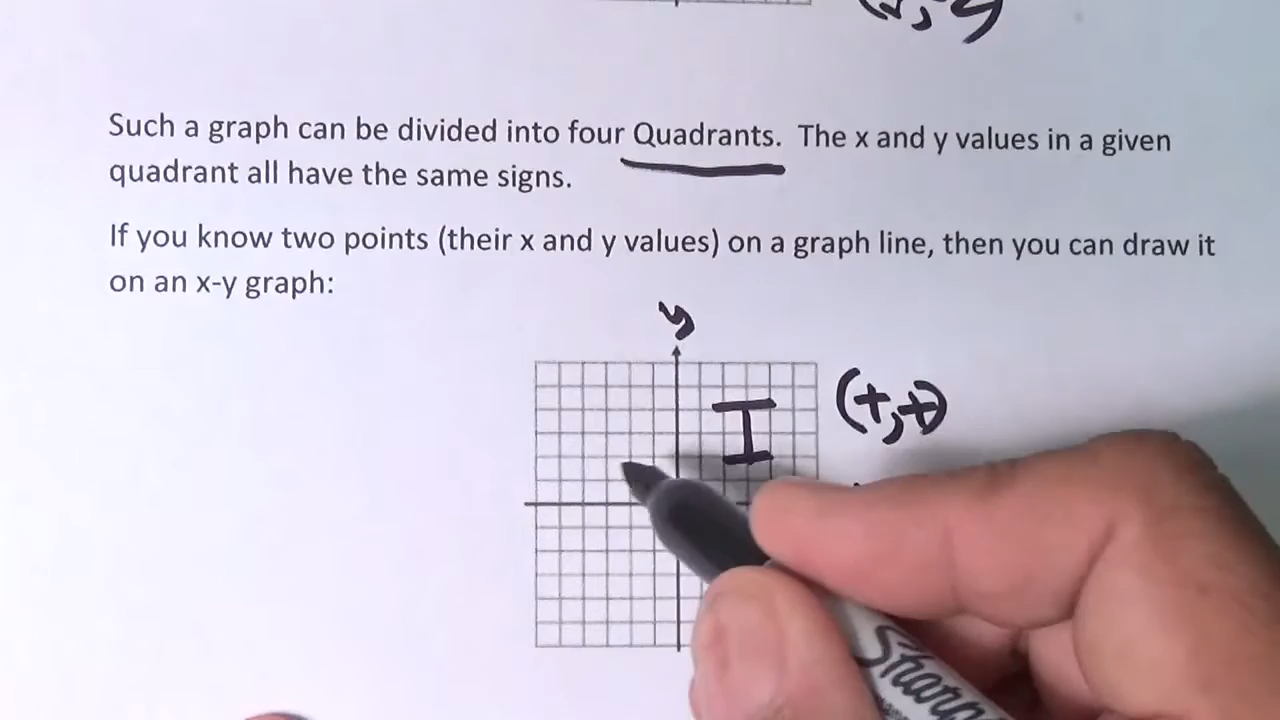 Such a graph can be divided into four Quadrants. The x and y values in a given
quadrant all have the same signs.
If you know two points (their x and y values) on a graph line, then you can draw it
on an x-y graph:
y
I (+,+)